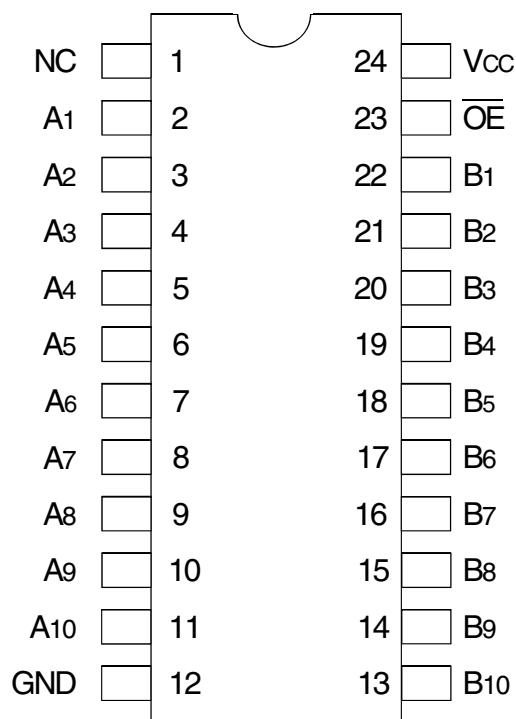 NC 1 24 VCC
A1 2 23 O̅E̅
A2 3 22 B1
A3 4 21 B2
A4 5 20 B3
A5 6 19 B4
A6 7 18 B5
A7 8 17 B6
A8 9 16 B7
A9 10 15 B8
A10 11 14 B9
GND 12 13 B10